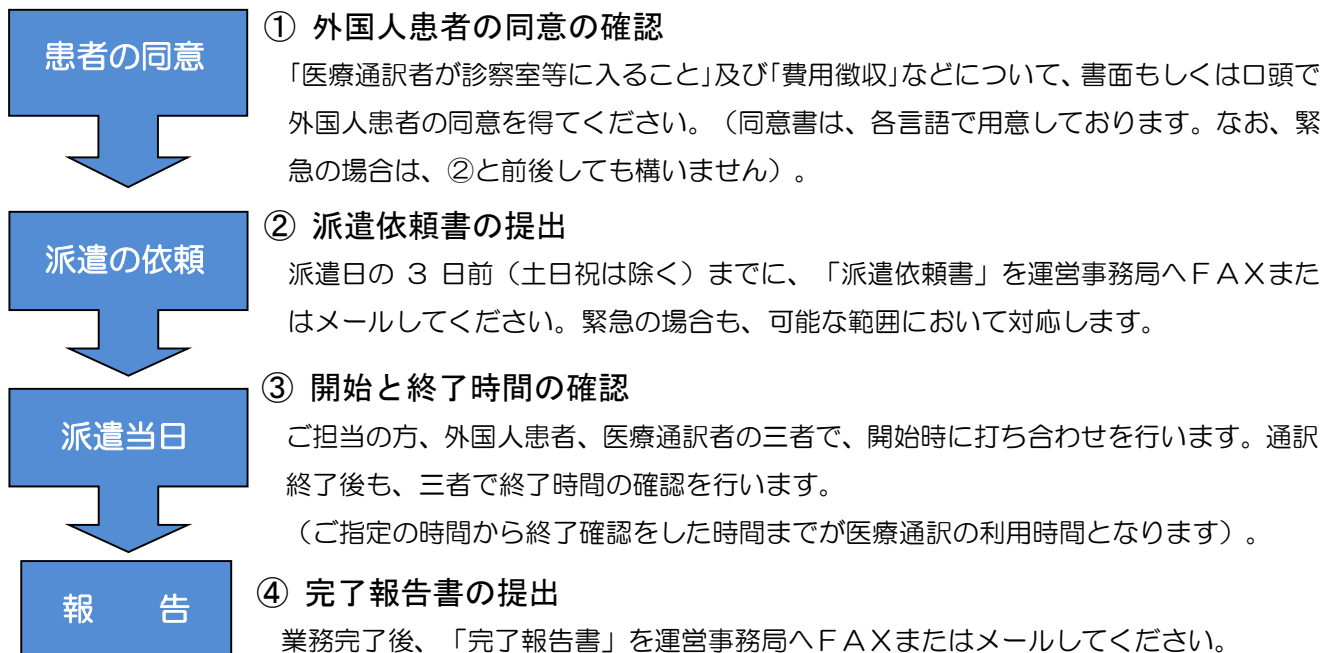 患者の同意
① 外国人患者の同意の確認
「医療通訳者が診察室等に入ること」及び「費用徴収」などについて、書面もしくは口頭で
外国人患者の同意を得てください。（同意書は、各言語で用意しております。なお、緊
急の場合は、②と前後しても構いません）。
派遣の依頼
② 派遣依頼書の提出
派遣日の 3 日前（土日祝は除く）までに、「派遣依頼書」を運営事務局へＦＡＸまた
はメールしてください。緊急の場合も、可能な範囲において対応します。
派遣当日
③ 開始と終了時間の確認
ご担当の方、外国人患者、医療通訳者の三者で、開始時に打ち合わせを行います。通訳
終了後も、三者で終了時間の確認を行います。
（ご指定の時間から終了確認をした時間までが医療通訳の利用時間となります）。
報　　告
④ 完了報告書の提出
業務完了後、「完了報告書」を運営事務局へＦＡＸまたはメールしてください。